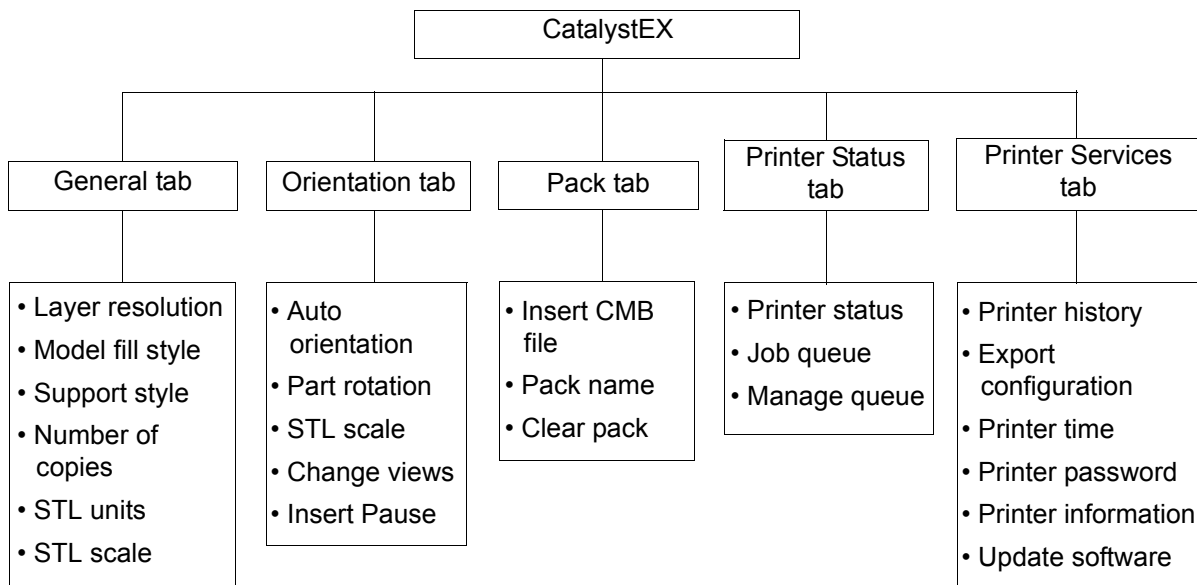 CatalystEX
General tab
Orientation tab
Pack tab
Printer Status
tab
Printer Services
tab
• Layer resolution
• Model fill style
• Support style
• Number of
copies
• STL units
• STL scale
• Auto
orientation
• Part rotation
• STL scale
• Change views
• Insert Pause
• Insert CMB
file
• Pack name
• Clear pack
• Printer status
• Job queue
• Manage queue
• Printer history
• Export
configuration
• Printer time
• Printer password
• Printer information
• Update software